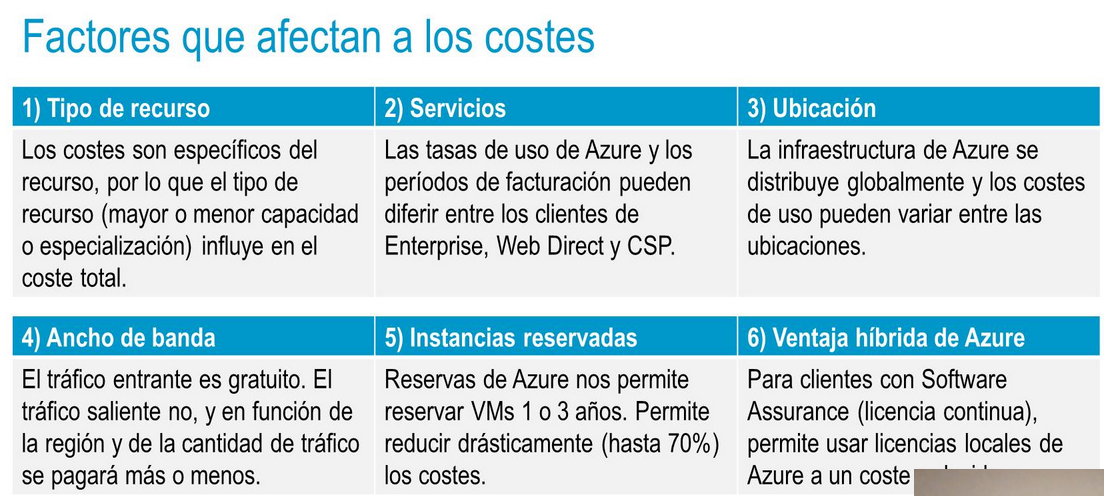 Factores que afectan a los costes
1) Tipo de recurso
Los costes son específicos del
recurso, por lo que el tipo de
recurso (mayor o menor capacidad
o especialización) influye en el
coste total.
2) Servicios
Las tasas de uso de Azure y los
períodos de facturación pueden
diferir entre los clientes de
Enterprise, Web Direct y CSP.
3) Ubicación
La infraestructura de Azure se
distribuye globalmente y los costes
de uso pueden variar entre las
ubicaciones.
4) Ancho de banda
El tráfico entrante es gratuito. El
tráfico saliente no, y en función de
la región y de la cantidad de tráfico
se pagará más o menos.
5) Instancias reservadas
Reservas de Azure nos permite
reservar VMs 1 o 3 años. Permite
reducir drásticamente (hasta 70%)
los costes.
6) Ventaja híbrida de Azure
Para clientes con Software
Assurance (licencia continua),
permite usar licencias locales de
Azure a un coste